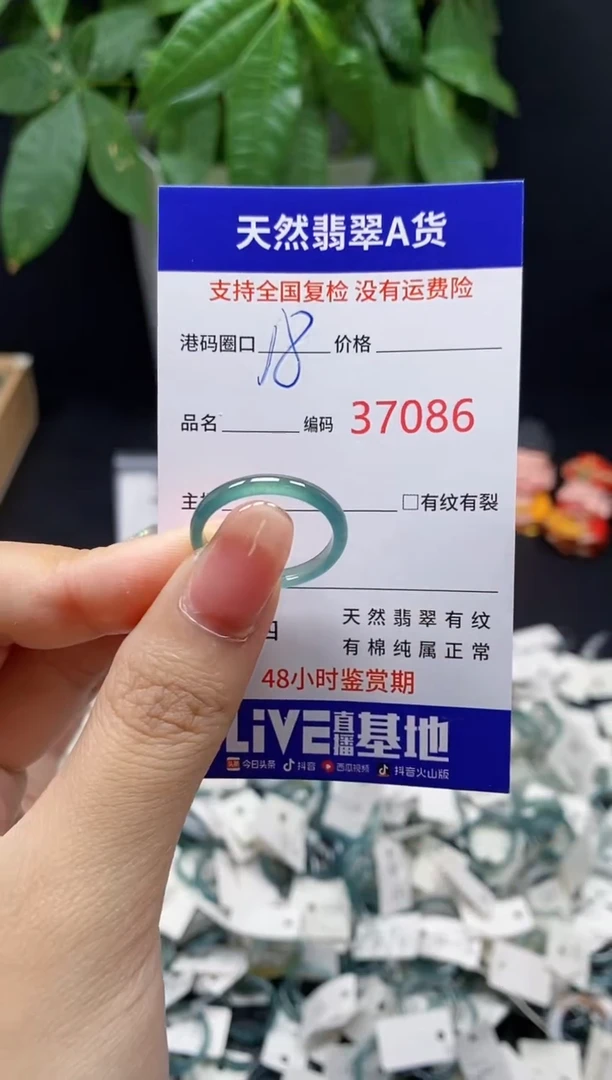 天然翡翠A货
支持全国复检 没有运费险
港码圈口 18 价格
品名 编码 37086
主 □有纹有裂
天然翡翠有纹
有棉纯属正常
48小时鉴赏期
LiVE直播基地
今日头条 抖音 西瓜视频 抖音火山版